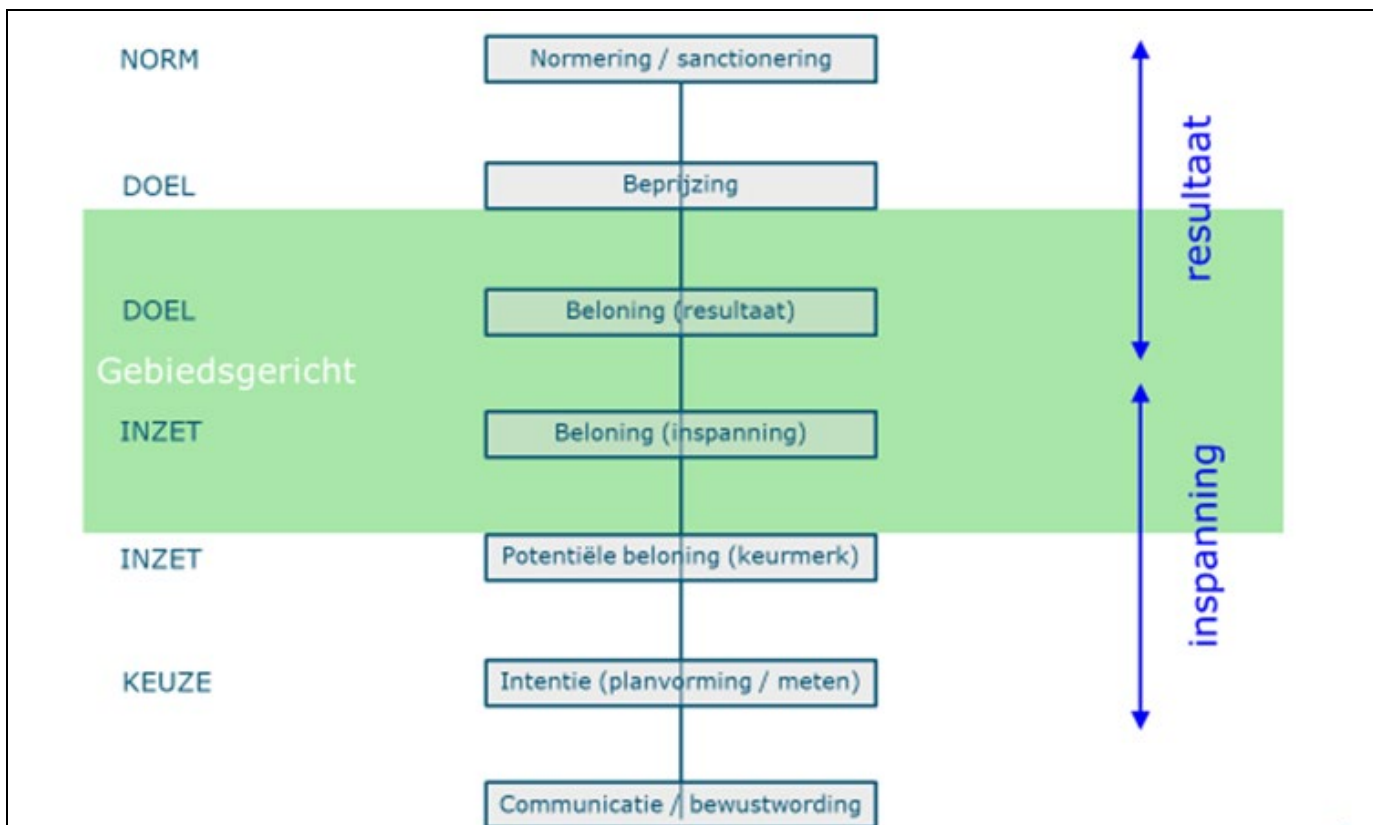 NORM
Normering / sanctionering
DOEL
Beprijzing
DOEL
Beloning (resultaat)
Gebiedsgericht
INZET
Beloning (inspanning)
INZET
Potentiële beloning (keurmerk)
KEUZE
Intentie (planvorming / meten)
Communicatie / bewustwording
resultaat
inspanning